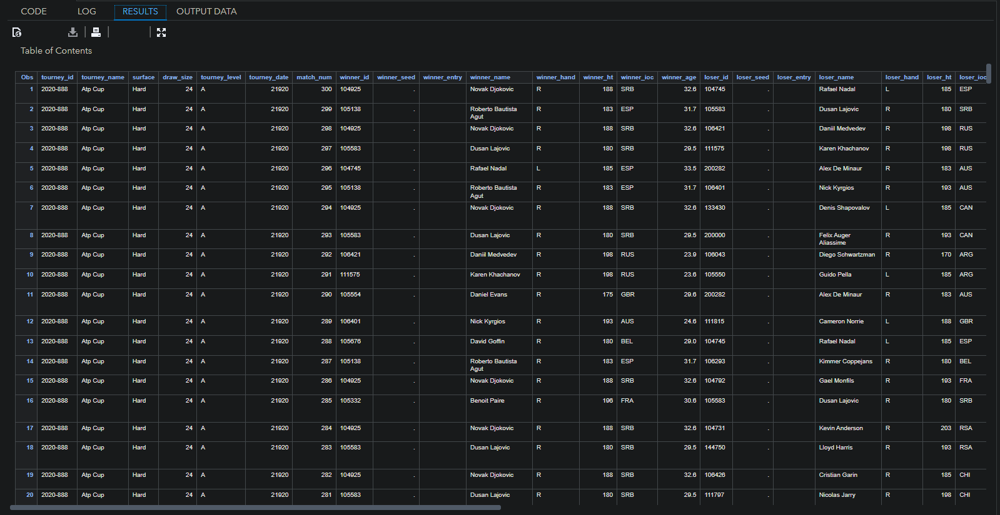 CODE LOG RESULTS OUTPUT DATA
Table of Contents
Obs tourney_id tourney_name surface draw_size tourney_level tourney_date match_num winner_id winner_seed winner_entry winner_name winner_hand winner_ht winner_ioc winner_age loser_id loser_seed loser_entry loser_name loser_hand loser_ht loser_ioc
1 2020-888 Atp Cup Hard 24 A 21920 300 104925 . Novak Djokovic R 188 SRB 32.6 104745 . Rafael Nadal L 185 ESP
2 2020-888 Atp Cup Hard 24 A 21920 299 105138 . Roberto Bautista R 183 ESP 31.7 105583 . Dusan Lajovic R 180 SRB
Agut
3 2020-888 Atp Cup Hard 24 A 21920 298 104925 . Novak Djokovic R 188 SRB 32.6 106421 . Daniil Medvedev R 198 RUS
4 2020-888 Atp Cup Hard 24 A 21920 297 105583 . Dusan Lajovic R 180 SRB 29.5 111575 . Karen Khachanov R 198 RUS
5 2020-888 Atp Cup Hard 24 A 21920 296 104745 . Rafael Nadal L 185 ESP 33.5 200282 . Alex De Minaur R 183 AUS
6 2020-888 Atp Cup Hard 24 A 21920 295 105138 . Roberto Bautista R 183 ESP 31.7 106401 . Nick Kyrgios R 193 AUS
Agut
7 2020-888 Atp Cup Hard 24 A 21920 294 104925 . Novak Djokovic R 188 SRB 32.6 133430 . Denis Shapovalov L 185 CAN
8 2020-888 Atp Cup Hard 24 A 21920 293 105583 . Dusan Lajovic R 180 SRB 29.5 200000 . Felix Auger R 193 CAN
Aliassime
9 2020-888 Atp Cup Hard 24 A 21920 292 106421 . Daniil Medvedev R 198 RUS 23.9 106043 . Diego Schwartzman R 170 ARG
10 2020-888 Atp Cup Hard 24 A 21920 291 111575 . Karen Khachanov R 198 RUS 23.6 105550 . Guido Pella L 185 ARG
11 2020-888 Atp Cup Hard 24 A 21920 290 105554 . Daniel Evans R 175 GBR 29.6 200282 . Alex De Minaur R 183 AUS
12 2020-888 Atp Cup Hard 24 A 21920 289 106401 . Nick Kyrgios R 193 AUS 24.6 111815 . Cameron Norrie L 188 GBR
13 2020-888 Atp Cup Hard 24 A 21920 288 105676 . David Goffin R 180 BEL 29.0 104745 . Rafael Nadal L 185 ESP
14 2020-888 Atp Cup Hard 24 A 21920 287 105138 . Roberto Bautista R 183 ESP 31.7 106293 . Kimmer Coppejans R 180 BEL
Agut
15 2020-888 Atp Cup Hard 24 A 21920 286 104925 . Novak Djokovic R 188 SRB 32.6 104792 . Gael Monfils R 193 FRA
16 2020-888 Atp Cup Hard 24 A 21920 285 105332 . Benoit Paire R 196 FRA 30.6 105583 . Dusan Lajovic R 180 SRB
17 2020-888 Atp Cup Hard 24 A 21920 284 104925 . Novak Djokovic R 188 SRB 32.6 104731 . Kevin Anderson R 203 RSA
18 2020-888 Atp Cup Hard 24 A 21920 283 105583 . Dusan Lajovic R 180 SRB 29.5 144750 . Lloyd Harris R 193 RSA
19 2020-888 Atp Cup Hard 24 A 21920 282 104925 . Novak Djokovic R 188 SRB 32.6 106426 . Cristian Garin R 185 CHI
20 2020-888 Atp Cup Hard 24 A 21920 281 105583 . Dusan Lajovic R 180 SRB 29.5 111797 . Nicolas Jarry R 198 CHI